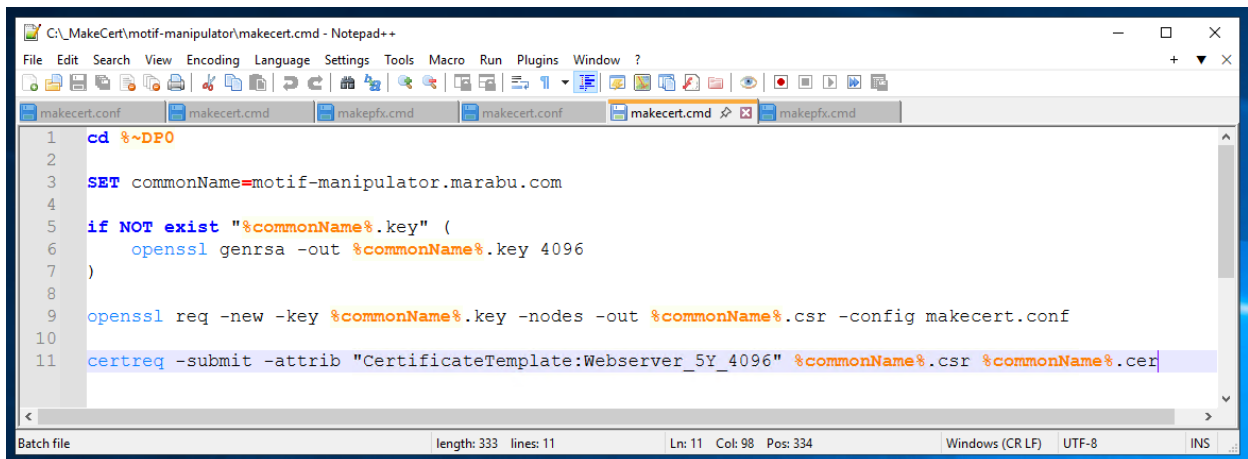 C:\_MakeCert\motif-manipulator\makecert.cmd - Notepad++
File Edit Search View Encoding Language Settings Tools Macro Run Plugins Window ?
makecert.conf makecert.cmd makepfx.cmd makecert.conf makecert.cmd makepfx.cmd
1 cd %~DP0
2
3 SET commonName=motif-manipulator.marabu.com
4
5 if NOT exist "%commonName%.key" (
6 openssl genrsa -out %commonName%.key 4096
7 )
8
9 openssl req -new -key %commonName%.key -nodes -out %commonName%.csr -config makecert.conf
10
11 certreq -submit -attrib "CertificateTemplate:Webserver_5Y_4096" %commonName%.csr %commonName%.cer
Batch file length: 333 lines: 11 Ln: 11 Col: 98 Pos: 334 Windows (CR LF) UTF-8 INS